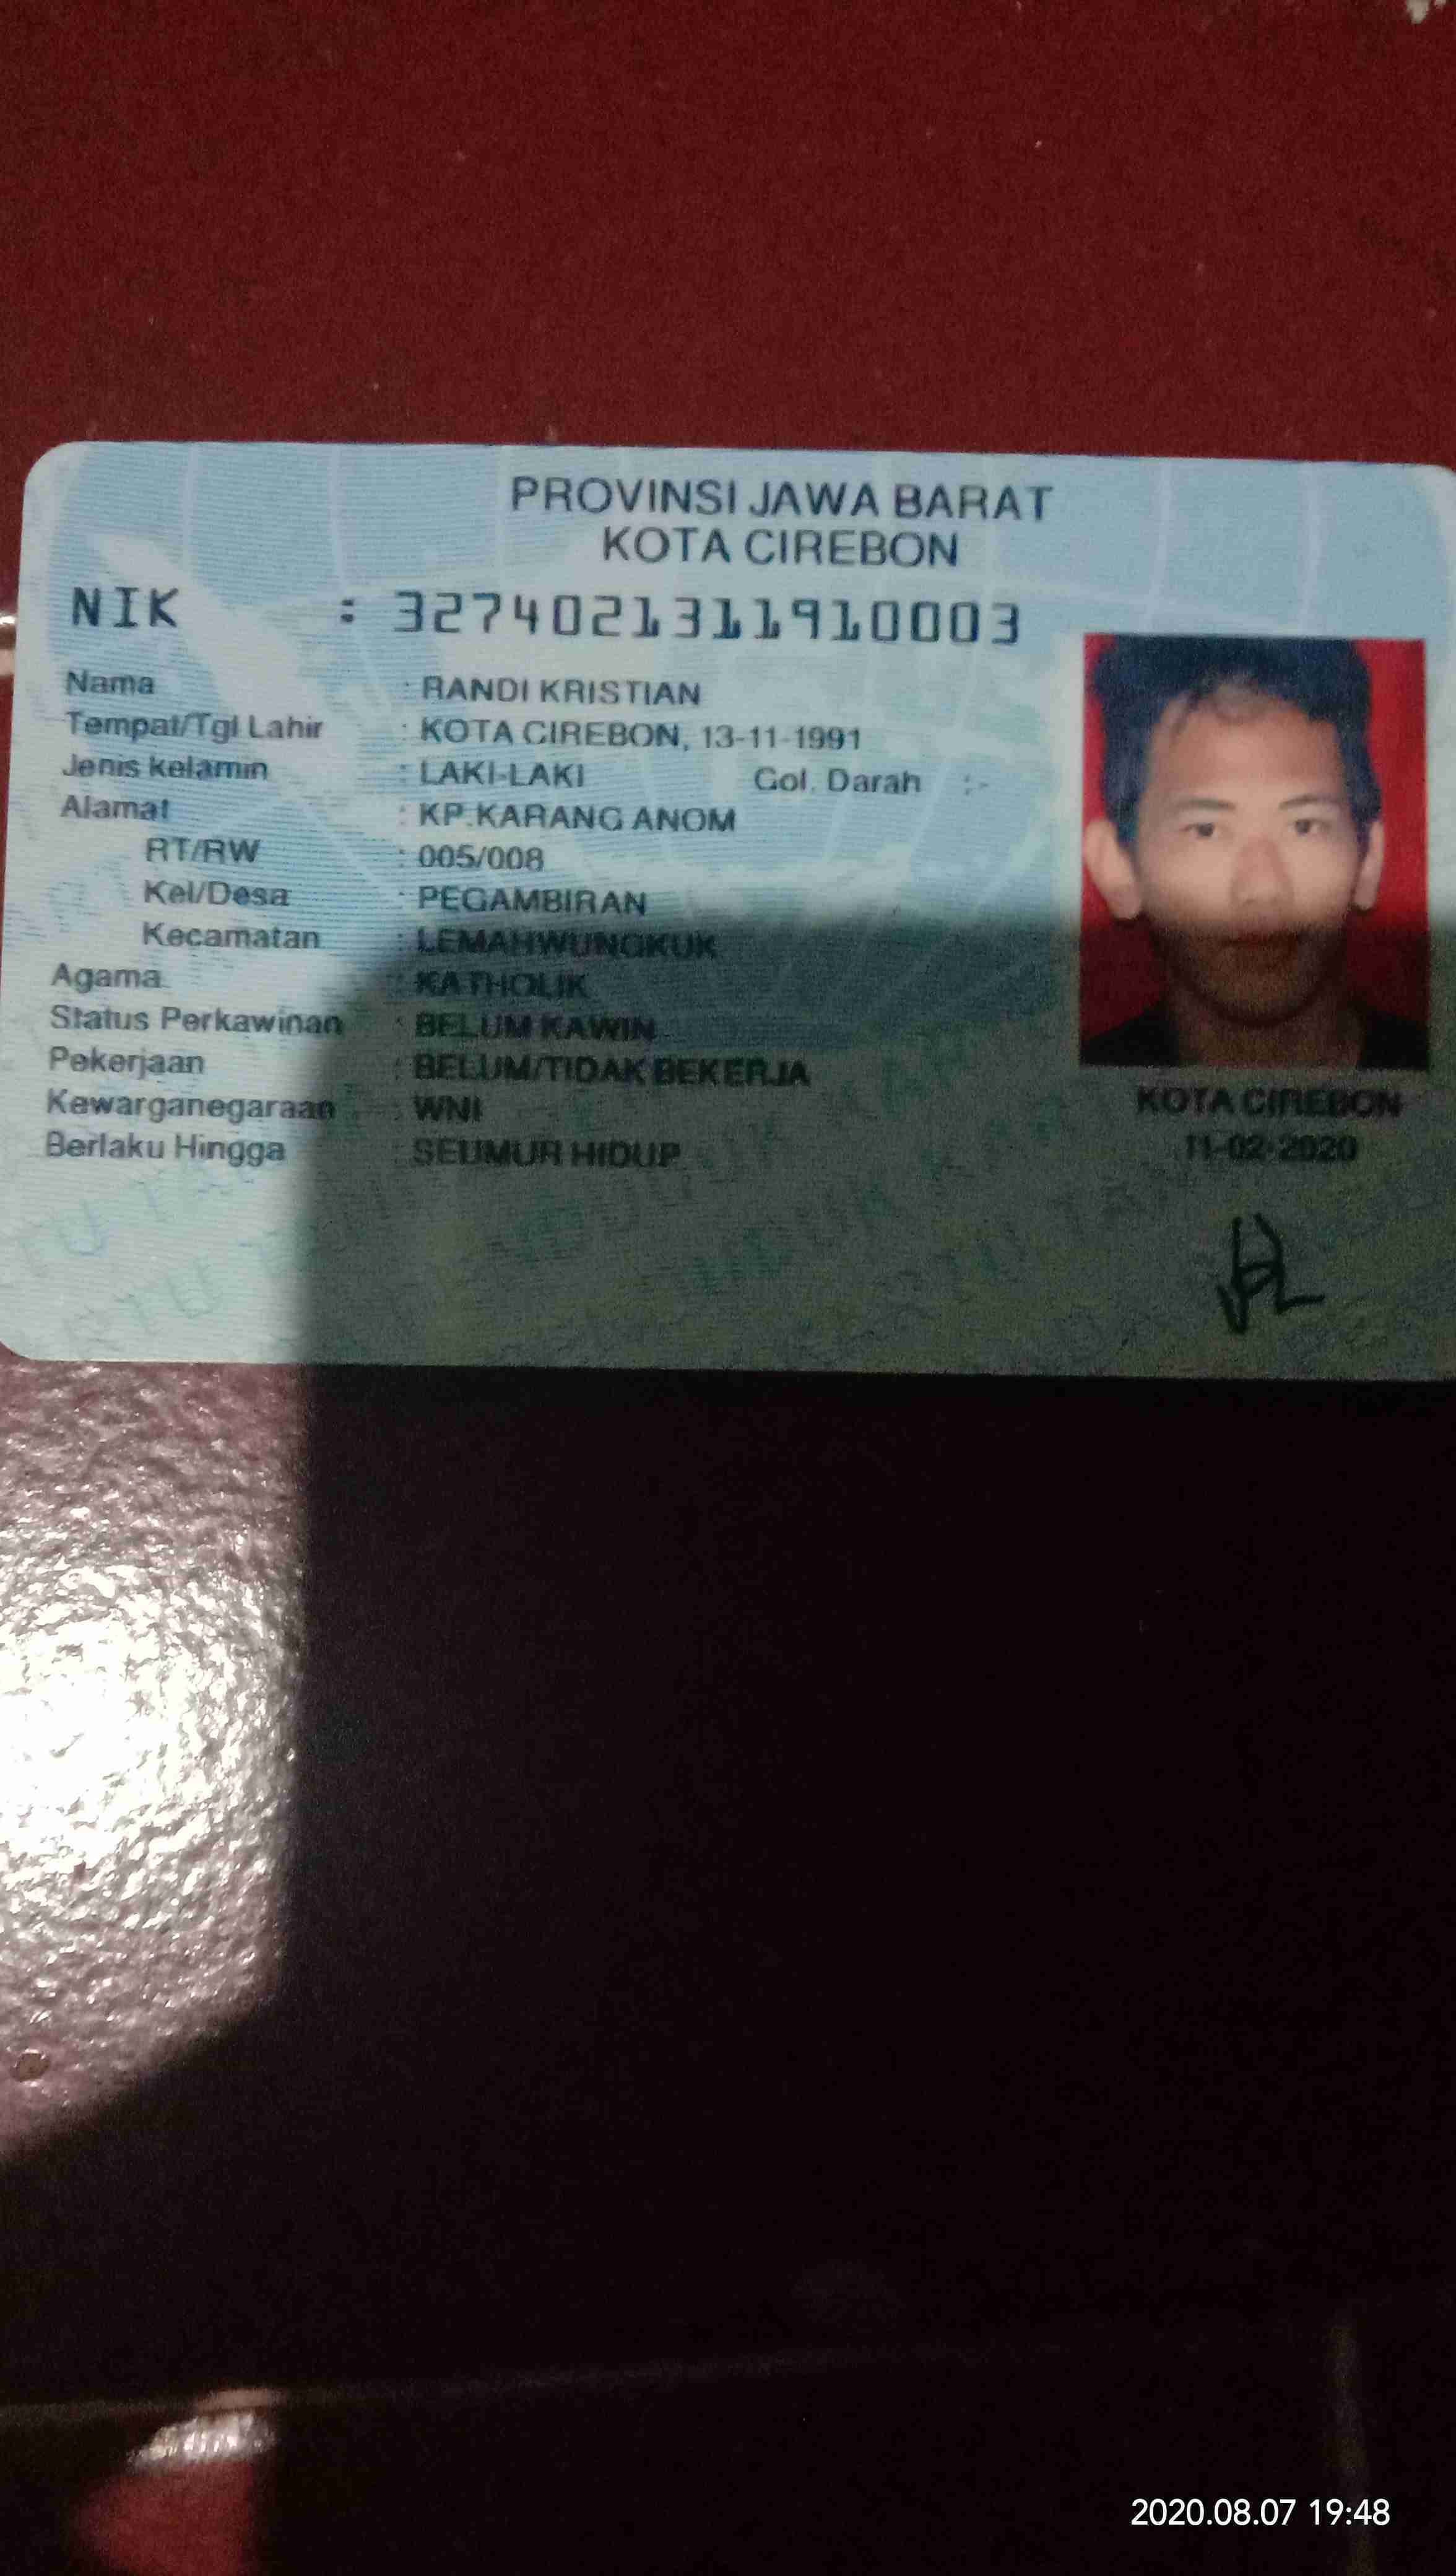 PROVINSI JAWA BARAT
KOTA CIREBON
NIK : 3274021311910003
Nama : RANDI KRISTIAN
Tempat/Tgl Lahir : KOTA CIREBON, 13-11-1991
Jenis kelamin : LAKI-LAKI Gol. Darah : -
Alamat : KP.KARANG ANOM
RT/RW : 005/008
Kel/Desa : PEGAMBIRAN
Kecamatan : LEMAHWUNGKUK
Agama : KATHOLIK
Status Perkawinan : BELUM KAWIN
Pekerjaan : BELUM/TIDAK BEKERJA
Kewarganegaraan : WNI
Berlaku Hingga : SEUMUR HIDUP
KOTA CIREBON
11-02-2020
2020.08.07 19:48